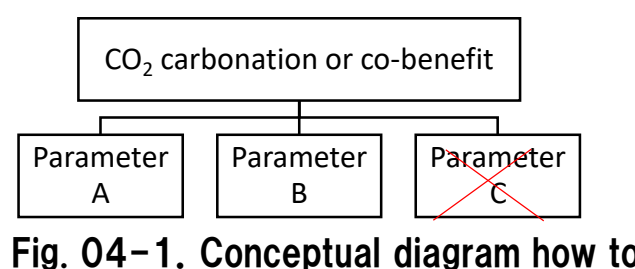 CO₂ carbonation or co-benefit
Parameter
A
Parameter
B
Parameter
C
Fig. 04-1. Conceptual diagram how to